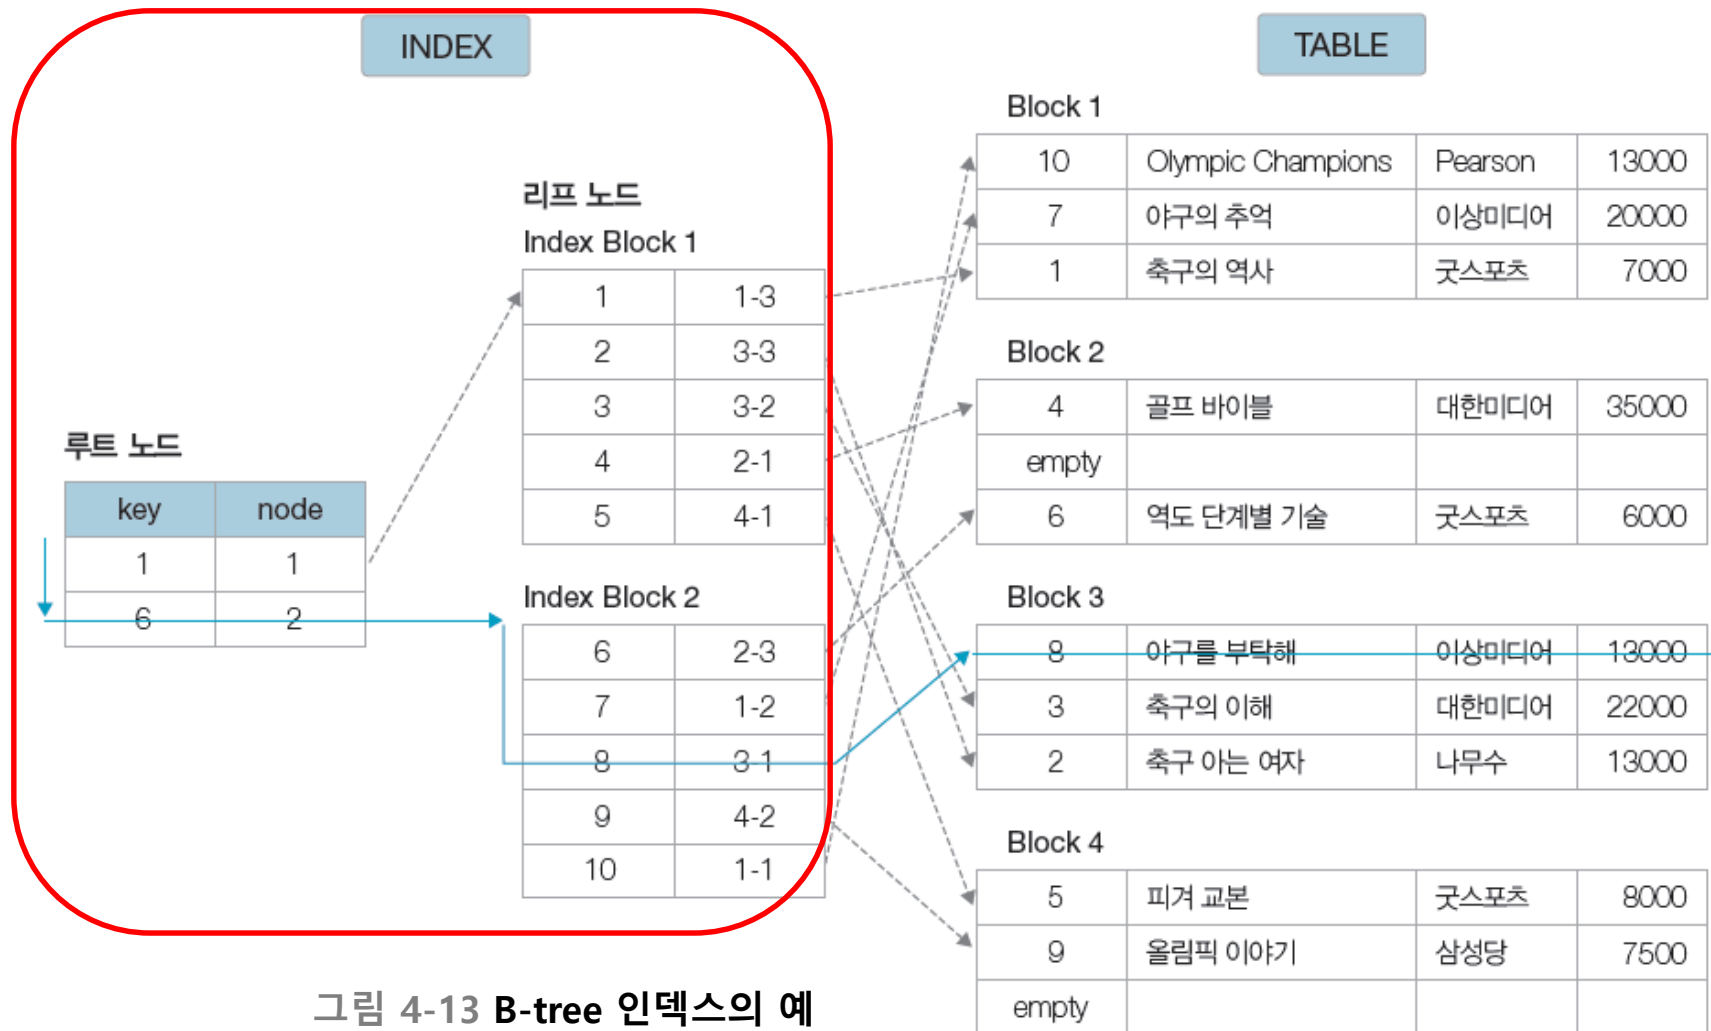 INDEX
루트 노드
key node
1 1
6 2
리프 노드
Index Block 1
1 1-3
2 3-3
3 3-2
4 2-1
5 4-1
Index Block 2
6 2-3
7 1-2
8 3-1
9 4-2
10 1-1
TABLE
Block 1
10 Olympic Champions Pearson 13000
7 야구의 추억 이상미디어 20000
1 축구의 역사 굿스포츠 7000
Block 2
4 골프 바이블 대한미디어 35000
empty
6 역도 단계별 기술 굿스포츠 6000
Block 3
8 야구를 부탁해 이상미디어 13000
3 축구의 이해 대한미디어 22000
2 축구 아는 여자 나무수 13000
Block 4
5 피겨 교본 굿스포츠 8000
9 올림픽 이야기 삼성당 7500
empty
그림 4-13 B-tree 인덱스의 예